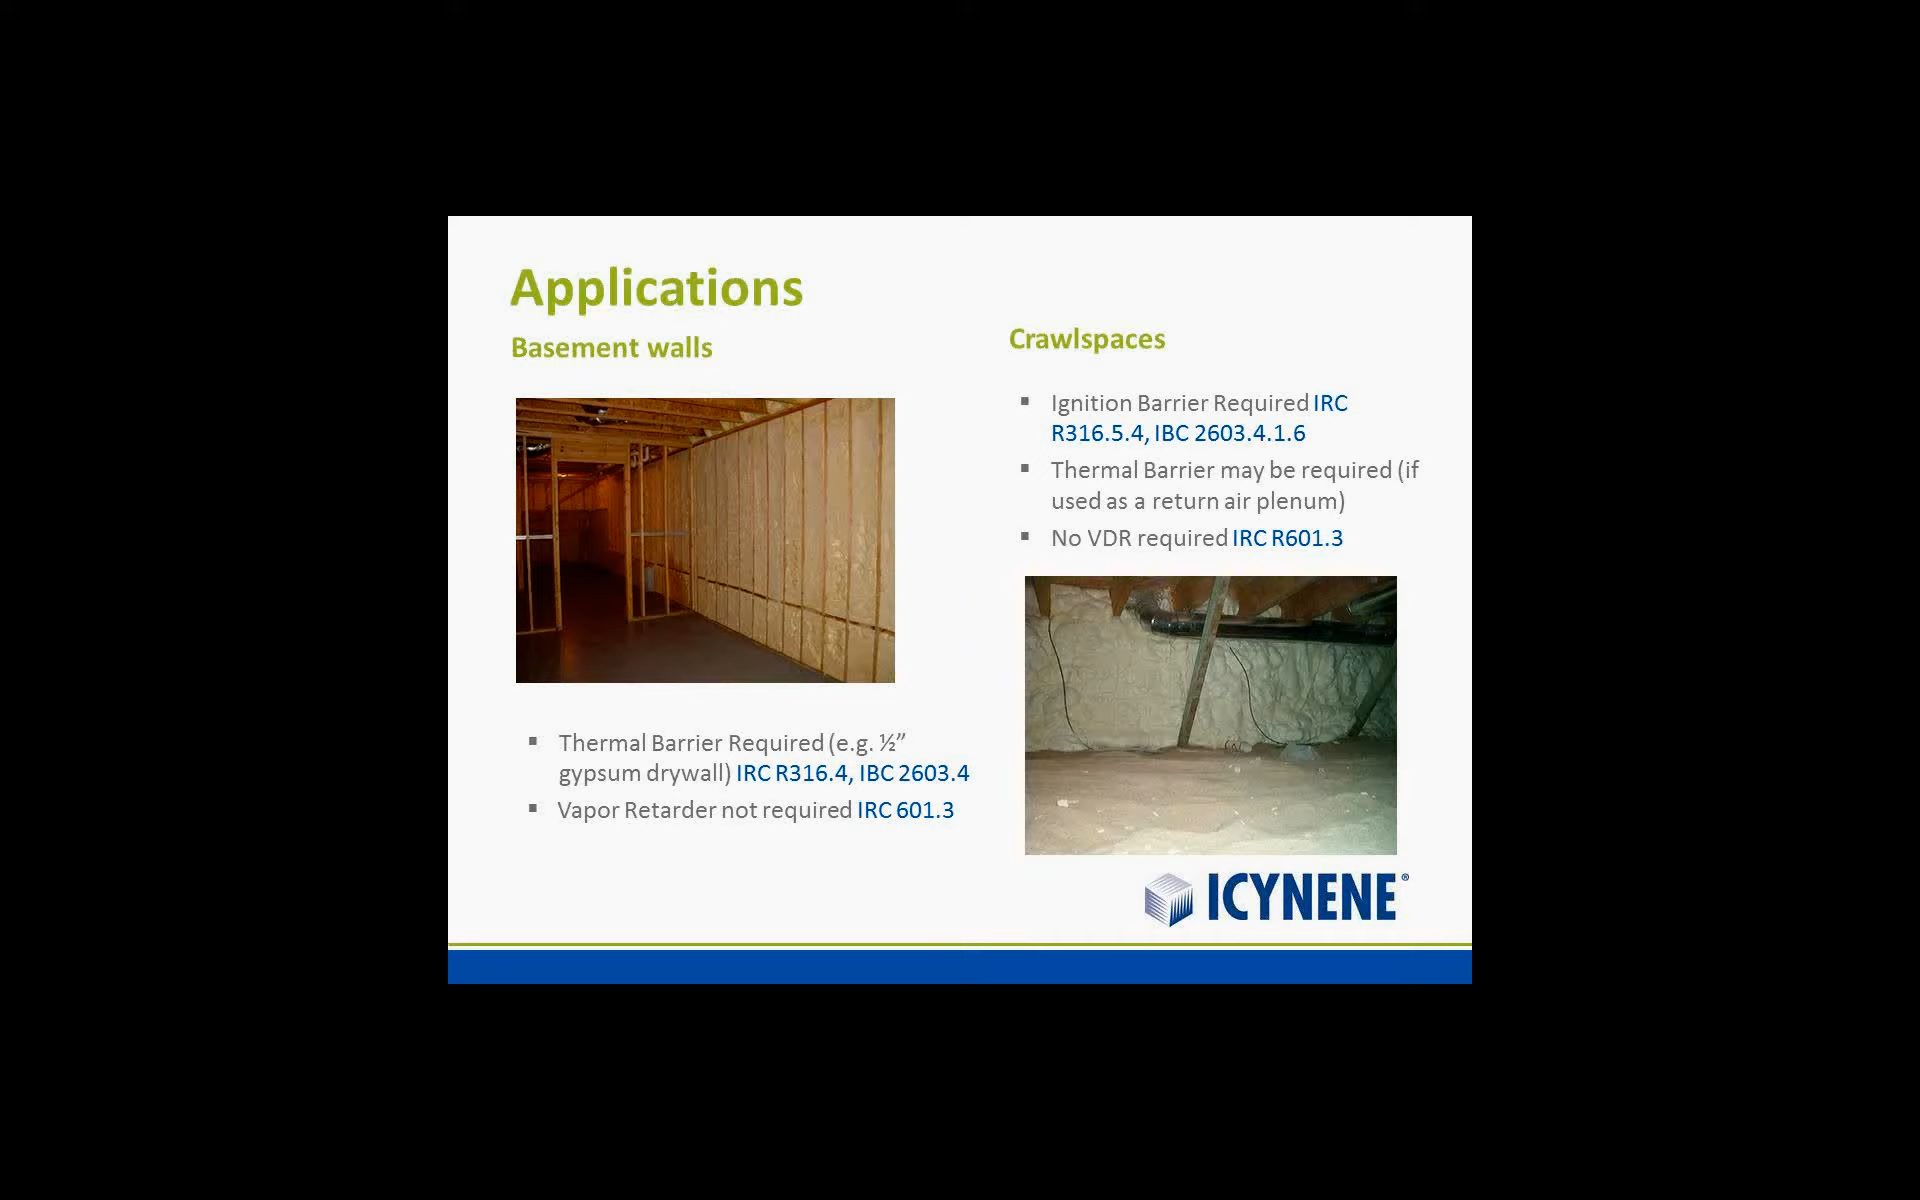 Applications
Basement walls
Thermal Barrier Required (e.g. ½”
gypsum drywall) IRC R316.4, IBC 2603.4
Vapor Retarder not required IRC 601.3
Crawlspaces
Ignition Barrier Required IRC
R316.5.4, IBC 2603.4.1.6
Thermal Barrier may be required (if
used as a return air plenum)
No VDR required IRC R601.3
ICYNENE®